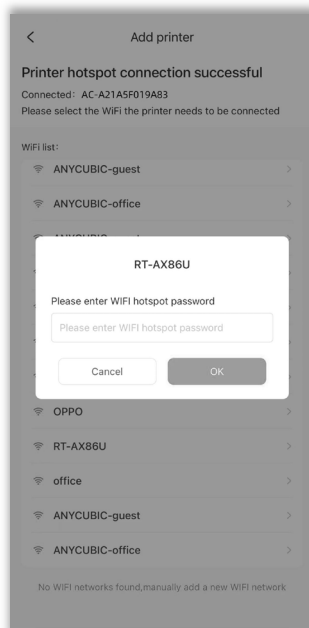 Add printer
Printer hotspot connection successful
Connected: AC-A21A5F019A83
Please select the WiFi the printer needs to be connected
WiFi list:
ANYCUBIC-guest
ANYCUBIC-office
RT-AX86U
Please enter WIFI hotspot password
Please enter WIFI hotspot password
Cancel
OK
OPPO
RT-AX86U
office
ANYCUBIC-guest
ANYCUBIC-office
No WIFI networks found,manually add a new WIFI network